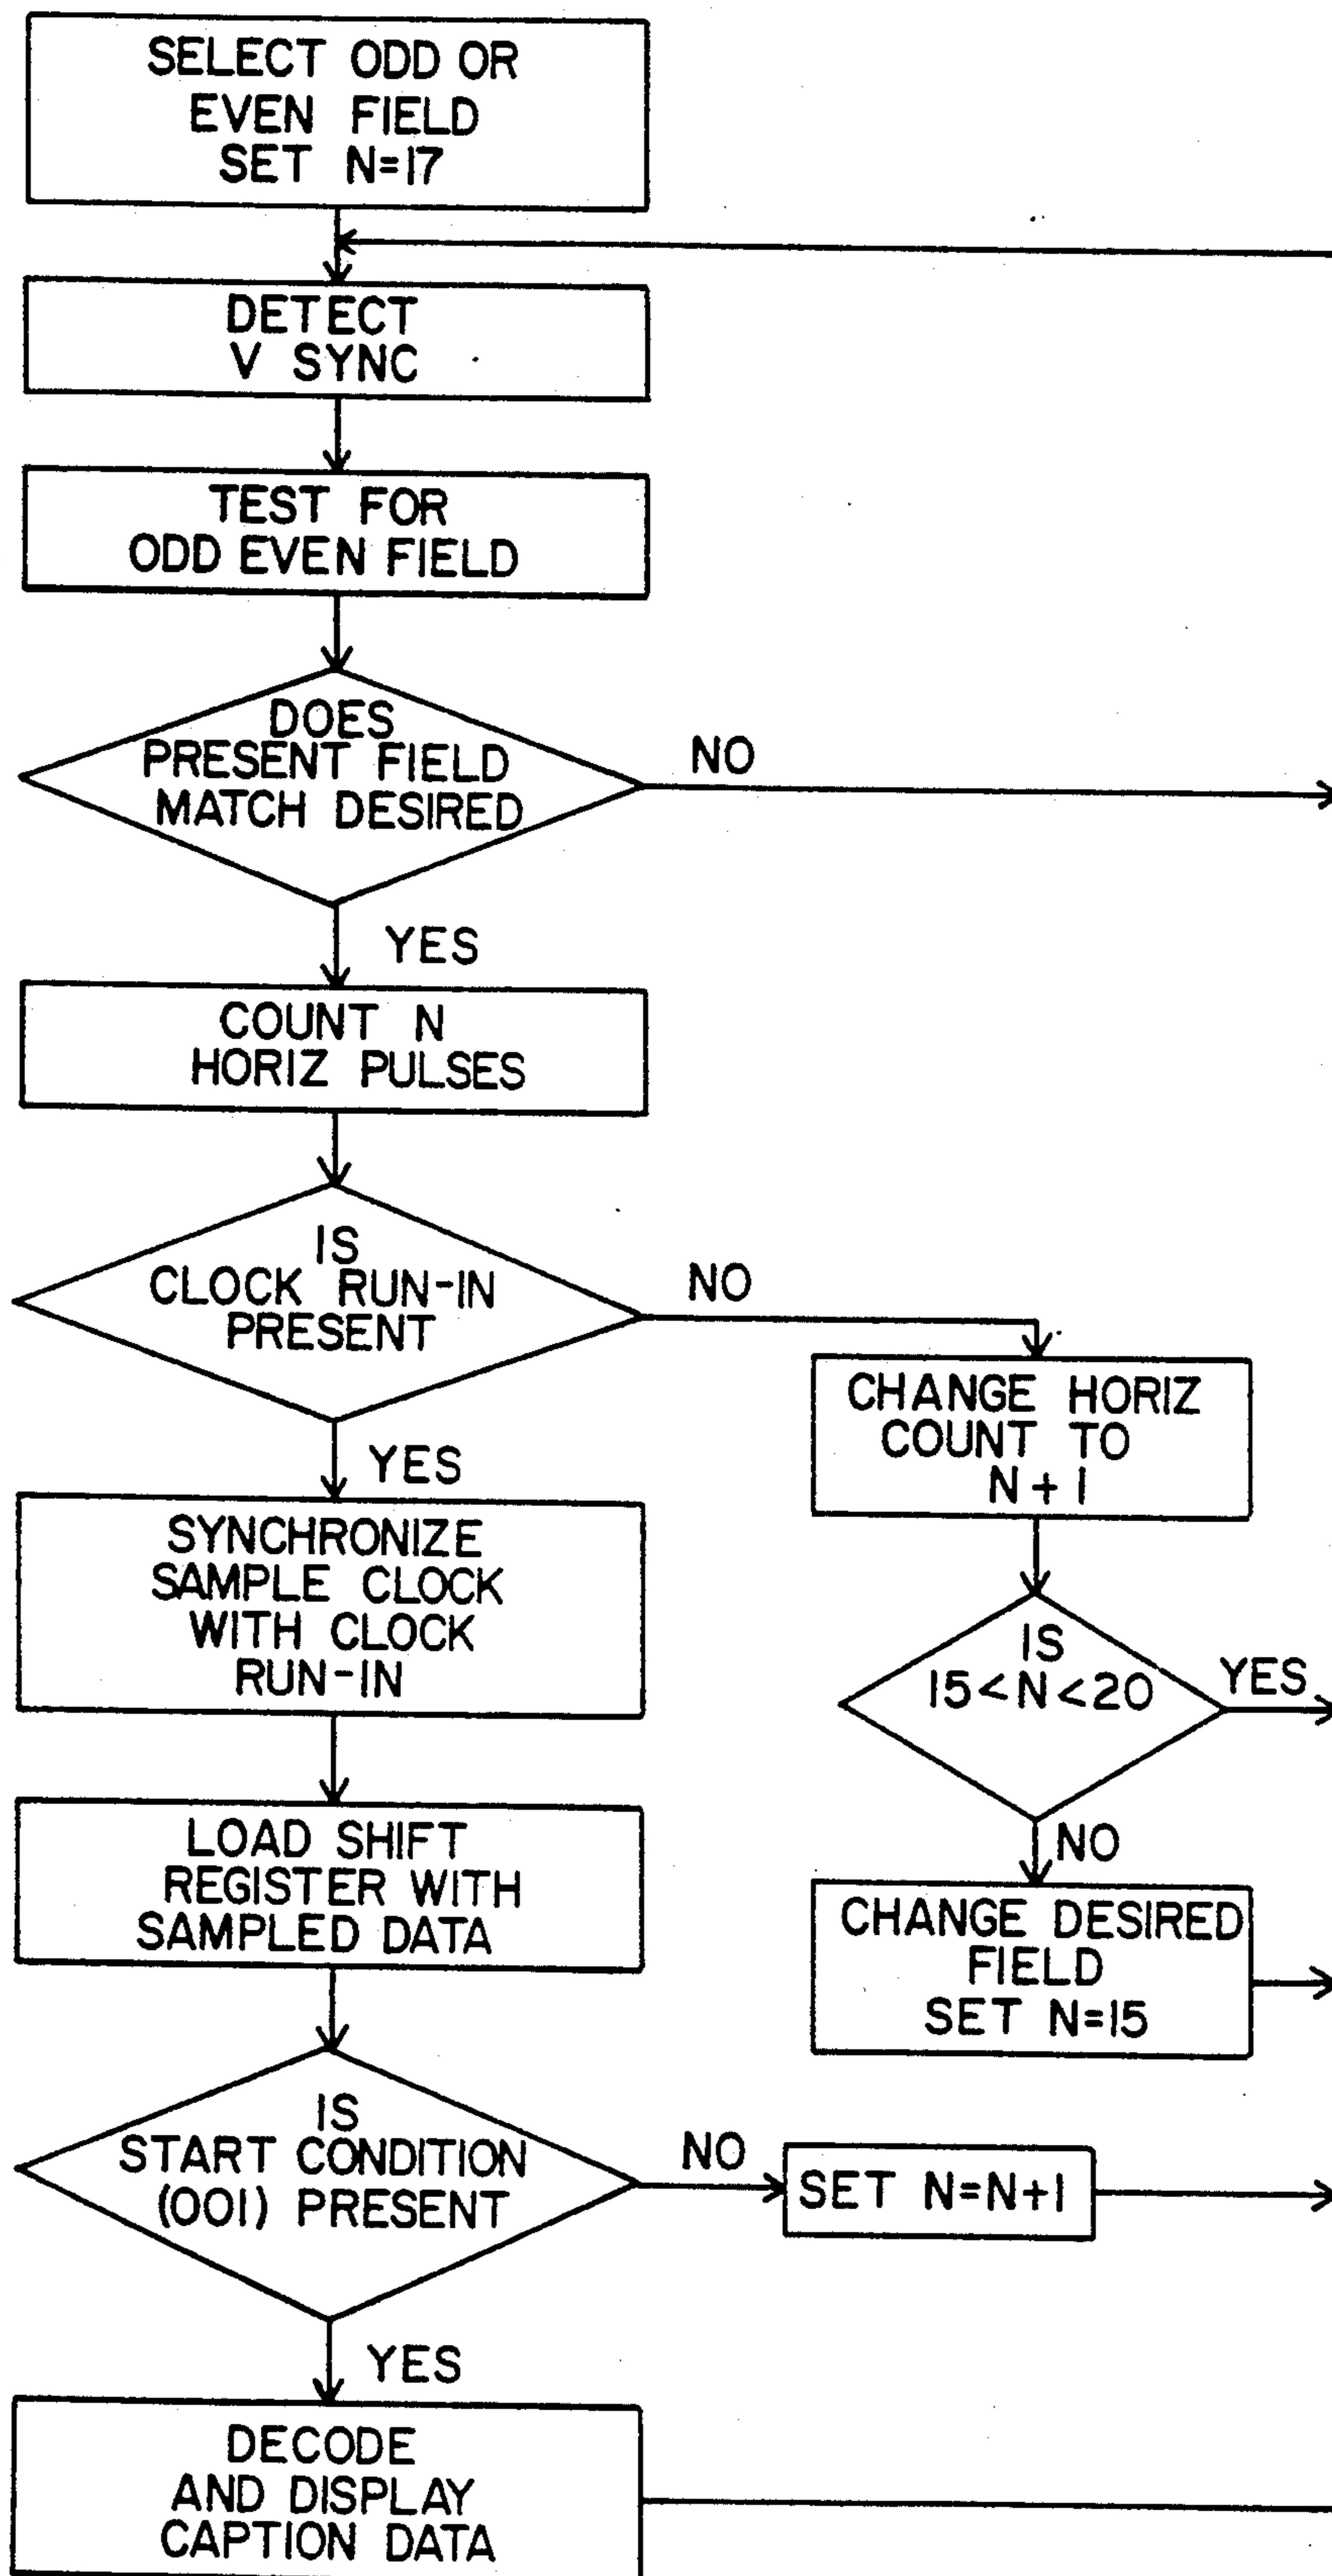 SELECT ODD OR
EVEN FIELD
SET N=17
DETECT
V SYNC
TEST FOR
ODD EVEN FIELD
DOES
PRESENT FIELD
MATCH DESIRED
NO
YES
COUNT N
HORIZ PULSES
IS
CLOCK RUN-IN
PRESENT
NO
CHANGE HORIZ
COUNT TO
N + 1
YES
SYNCHRONIZE
SAMPLE CLOCK
WITH CLOCK
RUN-IN
IS
15<N<20
YES
NO
LOAD SHIFT
REGISTER WITH
SAMPLED DATA
CHANGE DESIRED
FIELD
SET N=15
IS
START CONDITION
(001) PRESENT
NO
SET N=N+1
YES
DECODE
AND DISPLAY
CAPTION DATA